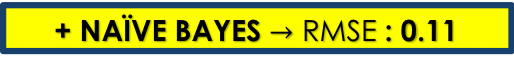 + NAÏVE BAYES → RMSE : 0.11